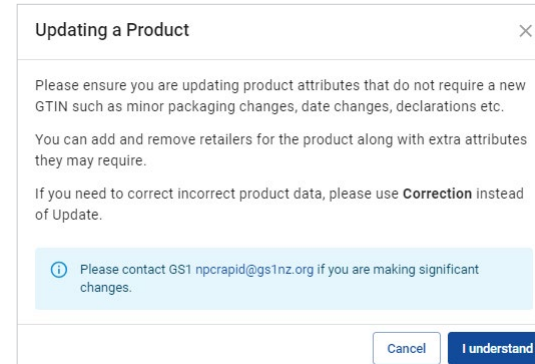 Updating a Product
Please ensure you are updating product attributes that do not require a new
GTIN such as minor packaging changes, date changes, declarations etc.
You can add and remove retailers for the product along with extra attributes
they may require.
If you need to correct incorrect product data, please use Correction instead
of Update.
Please contact GS1 npcrapid@gs1nz.org if you are making significant
changes.
Cancel
I understand